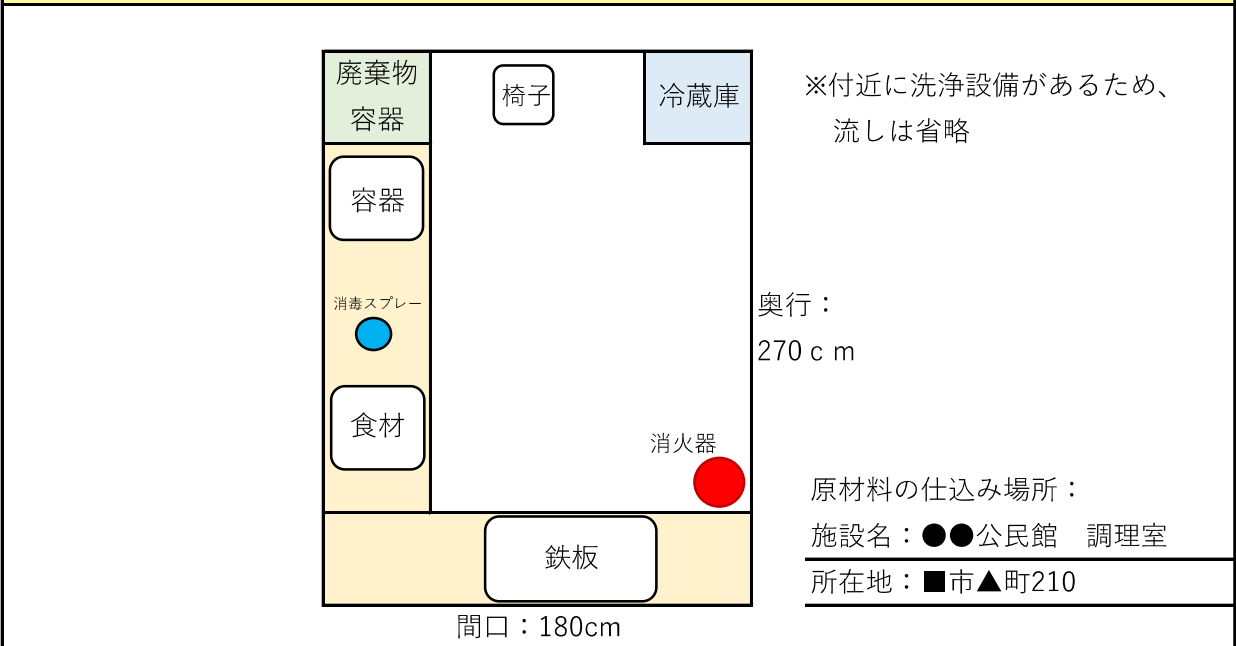 廃棄物
容器
椅子
冷蔵庫
※付近に洗浄設備があるため、
流しは省略
容器
消毒スプレー
奥行：
270ｃｍ
食材
消火器
原材料の仕込み場所：
施設名：●●公民館　調理室
所在地：■市▲町210
鉄板
間口：180cm